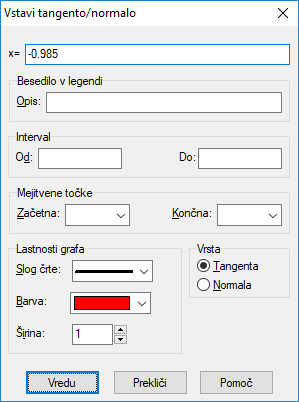 Vstavi tangento/normalo
x= -0.985
Besedilo v legendi
Opis:
Interval
Od: Do:
Mejitvene točke
Začetna: Končna:
Lastnosti grafa
Slog črte:
Barva:
Širina: 1
Vrsta
Tangenta
Normala
Vredu Prekliči Pomoč